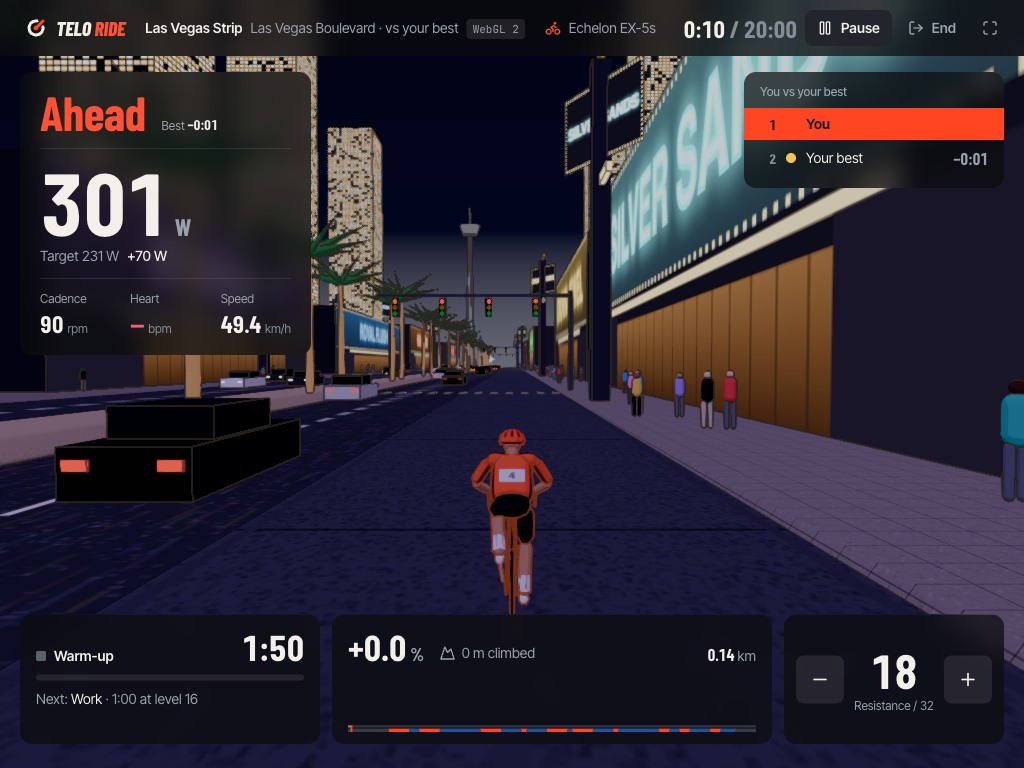 TELO RIDE Las Vegas Strip Las Vegas Boulevard · vs your best WebGL 2 Echelon EX-5s 0:10 / 20:00 Pause End
Ahead Best −0:01
301 W
Target 231 W +70 W
Cadence Heart Speed
90 rpm — bpm 49.4 km/h
You vs your best
1 You
2 Your best −0:01
SILVER SANDS
SILVER SAN
4
Warm-up 1:50
Next: Work · 1:00 at level 16
+0.0 % 0 m climbed 0.14 km
− 18 +
Resistance / 32